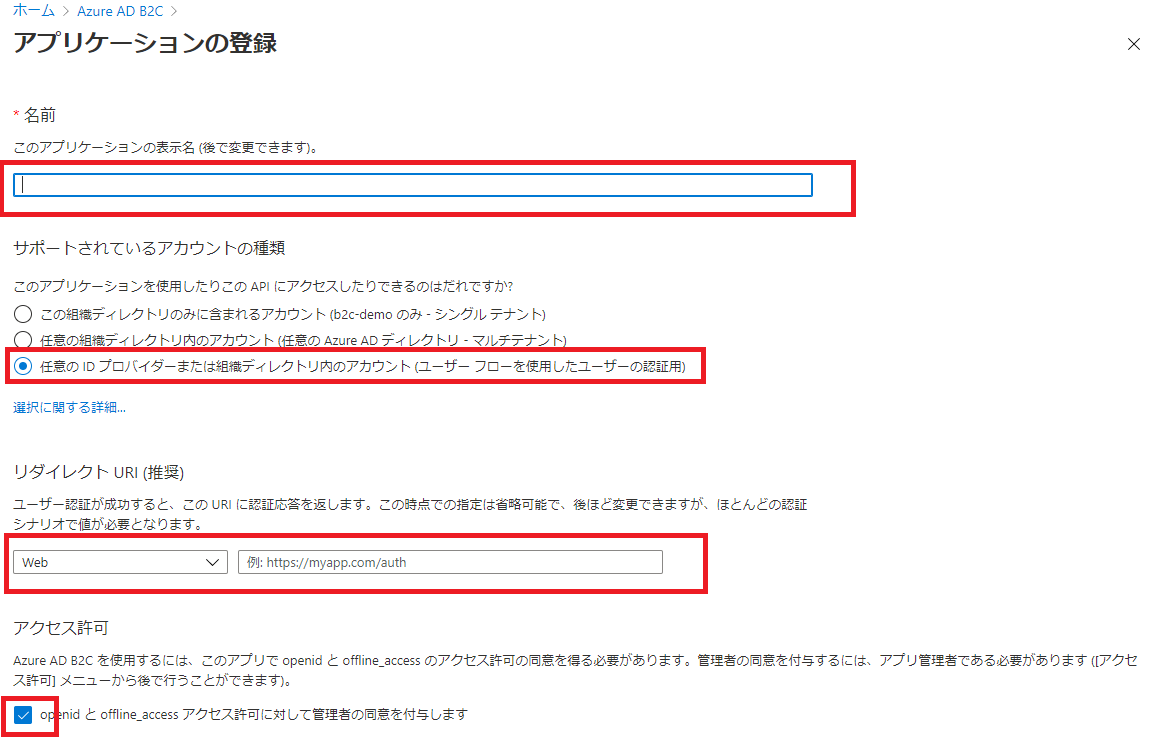 ホーム > Azure AD B2C >
アプリケーションの登録
* 名前
このアプリケーションの表示名 (後で変更できます)。
サポートされているアカウントの種類
このアプリケーションを使用したりこの API にアクセスしたりできるのはだれですか?
この組織ディレクトリのみに含まれるアカウント (b2c-demo のみ - シングル テナント)
任意の組織ディレクトリ内のアカウント (任意の Azure AD ディレクトリ - マルチテナント)
任意の ID プロバイダーまたは組織ディレクトリ内のアカウント (ユーザー フローを使用したユーザーの認証用)
選択に関する詳細...
リダイレクト URI (推奨)
ユーザー認証が成功すると、この URI に認証応答を返します。この時点での指定は省略可能で、後ほど変更できますが、ほとんどの認証
シナリオで値が必要となります。
Web 例: https://myapp.com/auth
アクセス許可
Azure AD B2C を使用するには、このアプリで openid と offline_access のアクセス許可の同意を得る必要があります。管理者の同意を付与するには、アプリ管理者である必要があります ([アクセ
ス許可] メニューから後で行うことができます)。
openid と offline_access アクセス許可に対して管理者の同意を付与します